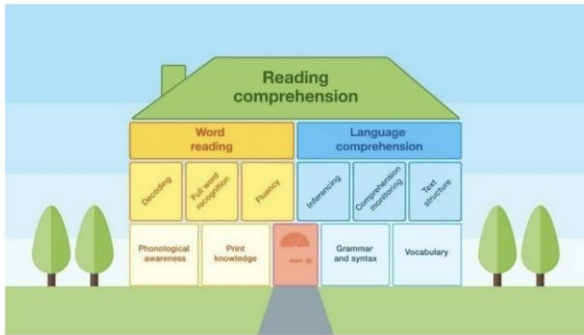 Reading
comprehension
Word
reading
Language
comprehension
Decoding
Full word
recognition
Fluency
Inferencing
Comprehension
monitoring
Text
structure
Phonological
awareness
Print
knowledge
Grammar
and syntax
Vocabulary